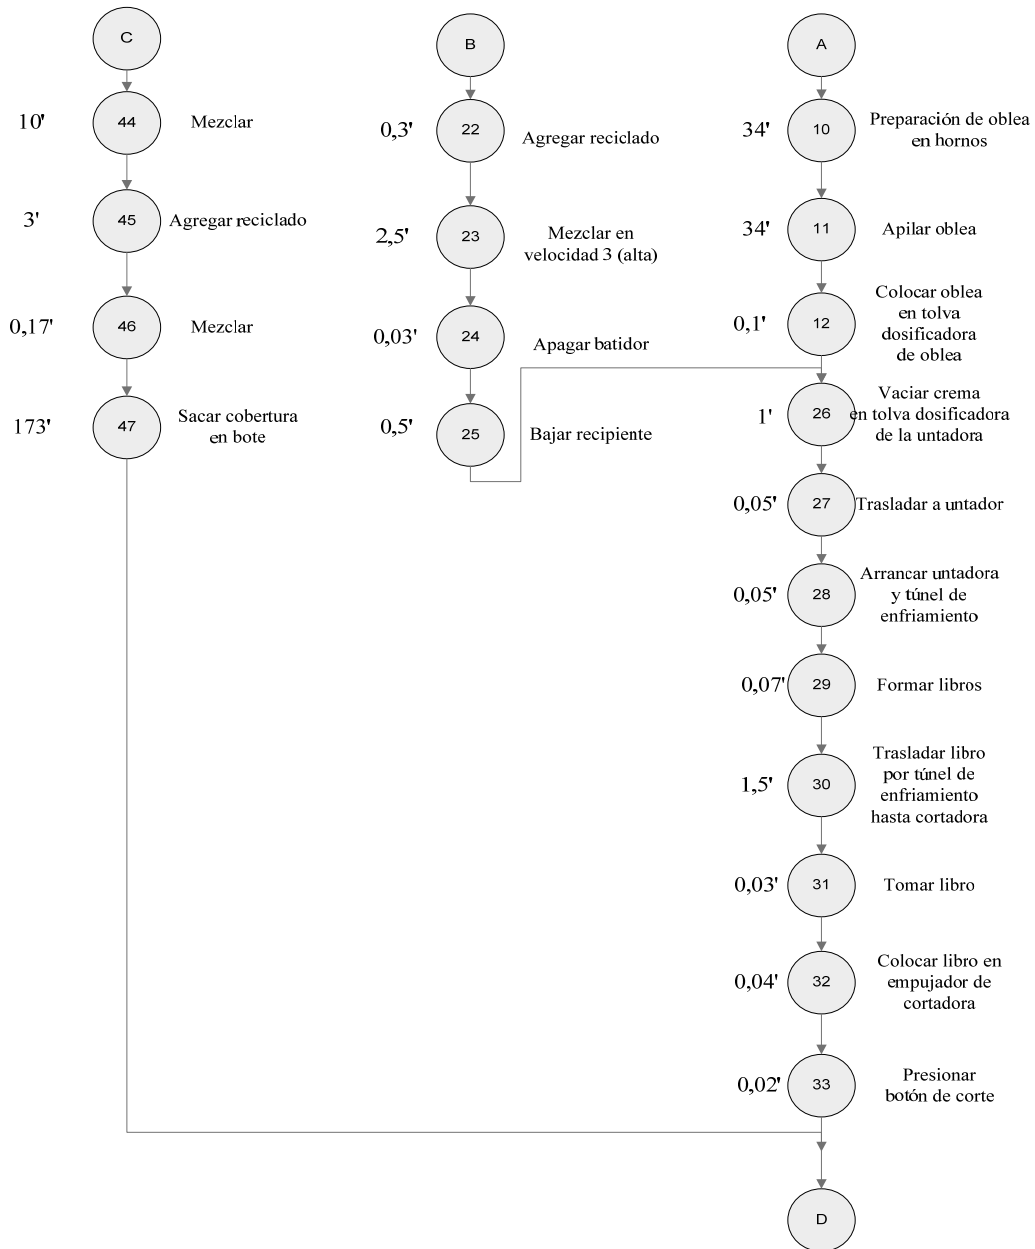 C
10'
44
Mezclar
3'
45
Agregar reciclado
0,17'
46
Mezclar
173'
47
Sacar cobertura
en bote
B
0,3'
22
Agregar reciclado
2,5'
23
Mezclar en
velocidad 3 (alta)
0,03'
24
Apagar batidor
0,5'
25
Bajar recipiente
A
34'
10
Preparación de oblea
en hornos
34'
11
Apilar oblea
0,1'
12
Colocar oblea
en tolva
dosificadora
de oblea
1'
26
Vaciar crema
en tolva dosificadora
de la untadora
0,05'
27
Trasladar a untador
0,05'
28
Arrancar untadora
y túnel de
enfriamiento
0,07'
29
Formar libros
1,5'
30
Trasladar libro
por túnel de
enfriamiento
hasta cortadora
0,03'
31
Tomar libro
0,04'
32
Colocar libro en
empujador de
cortadora
0,02'
33
Presionar
botón de corte
D